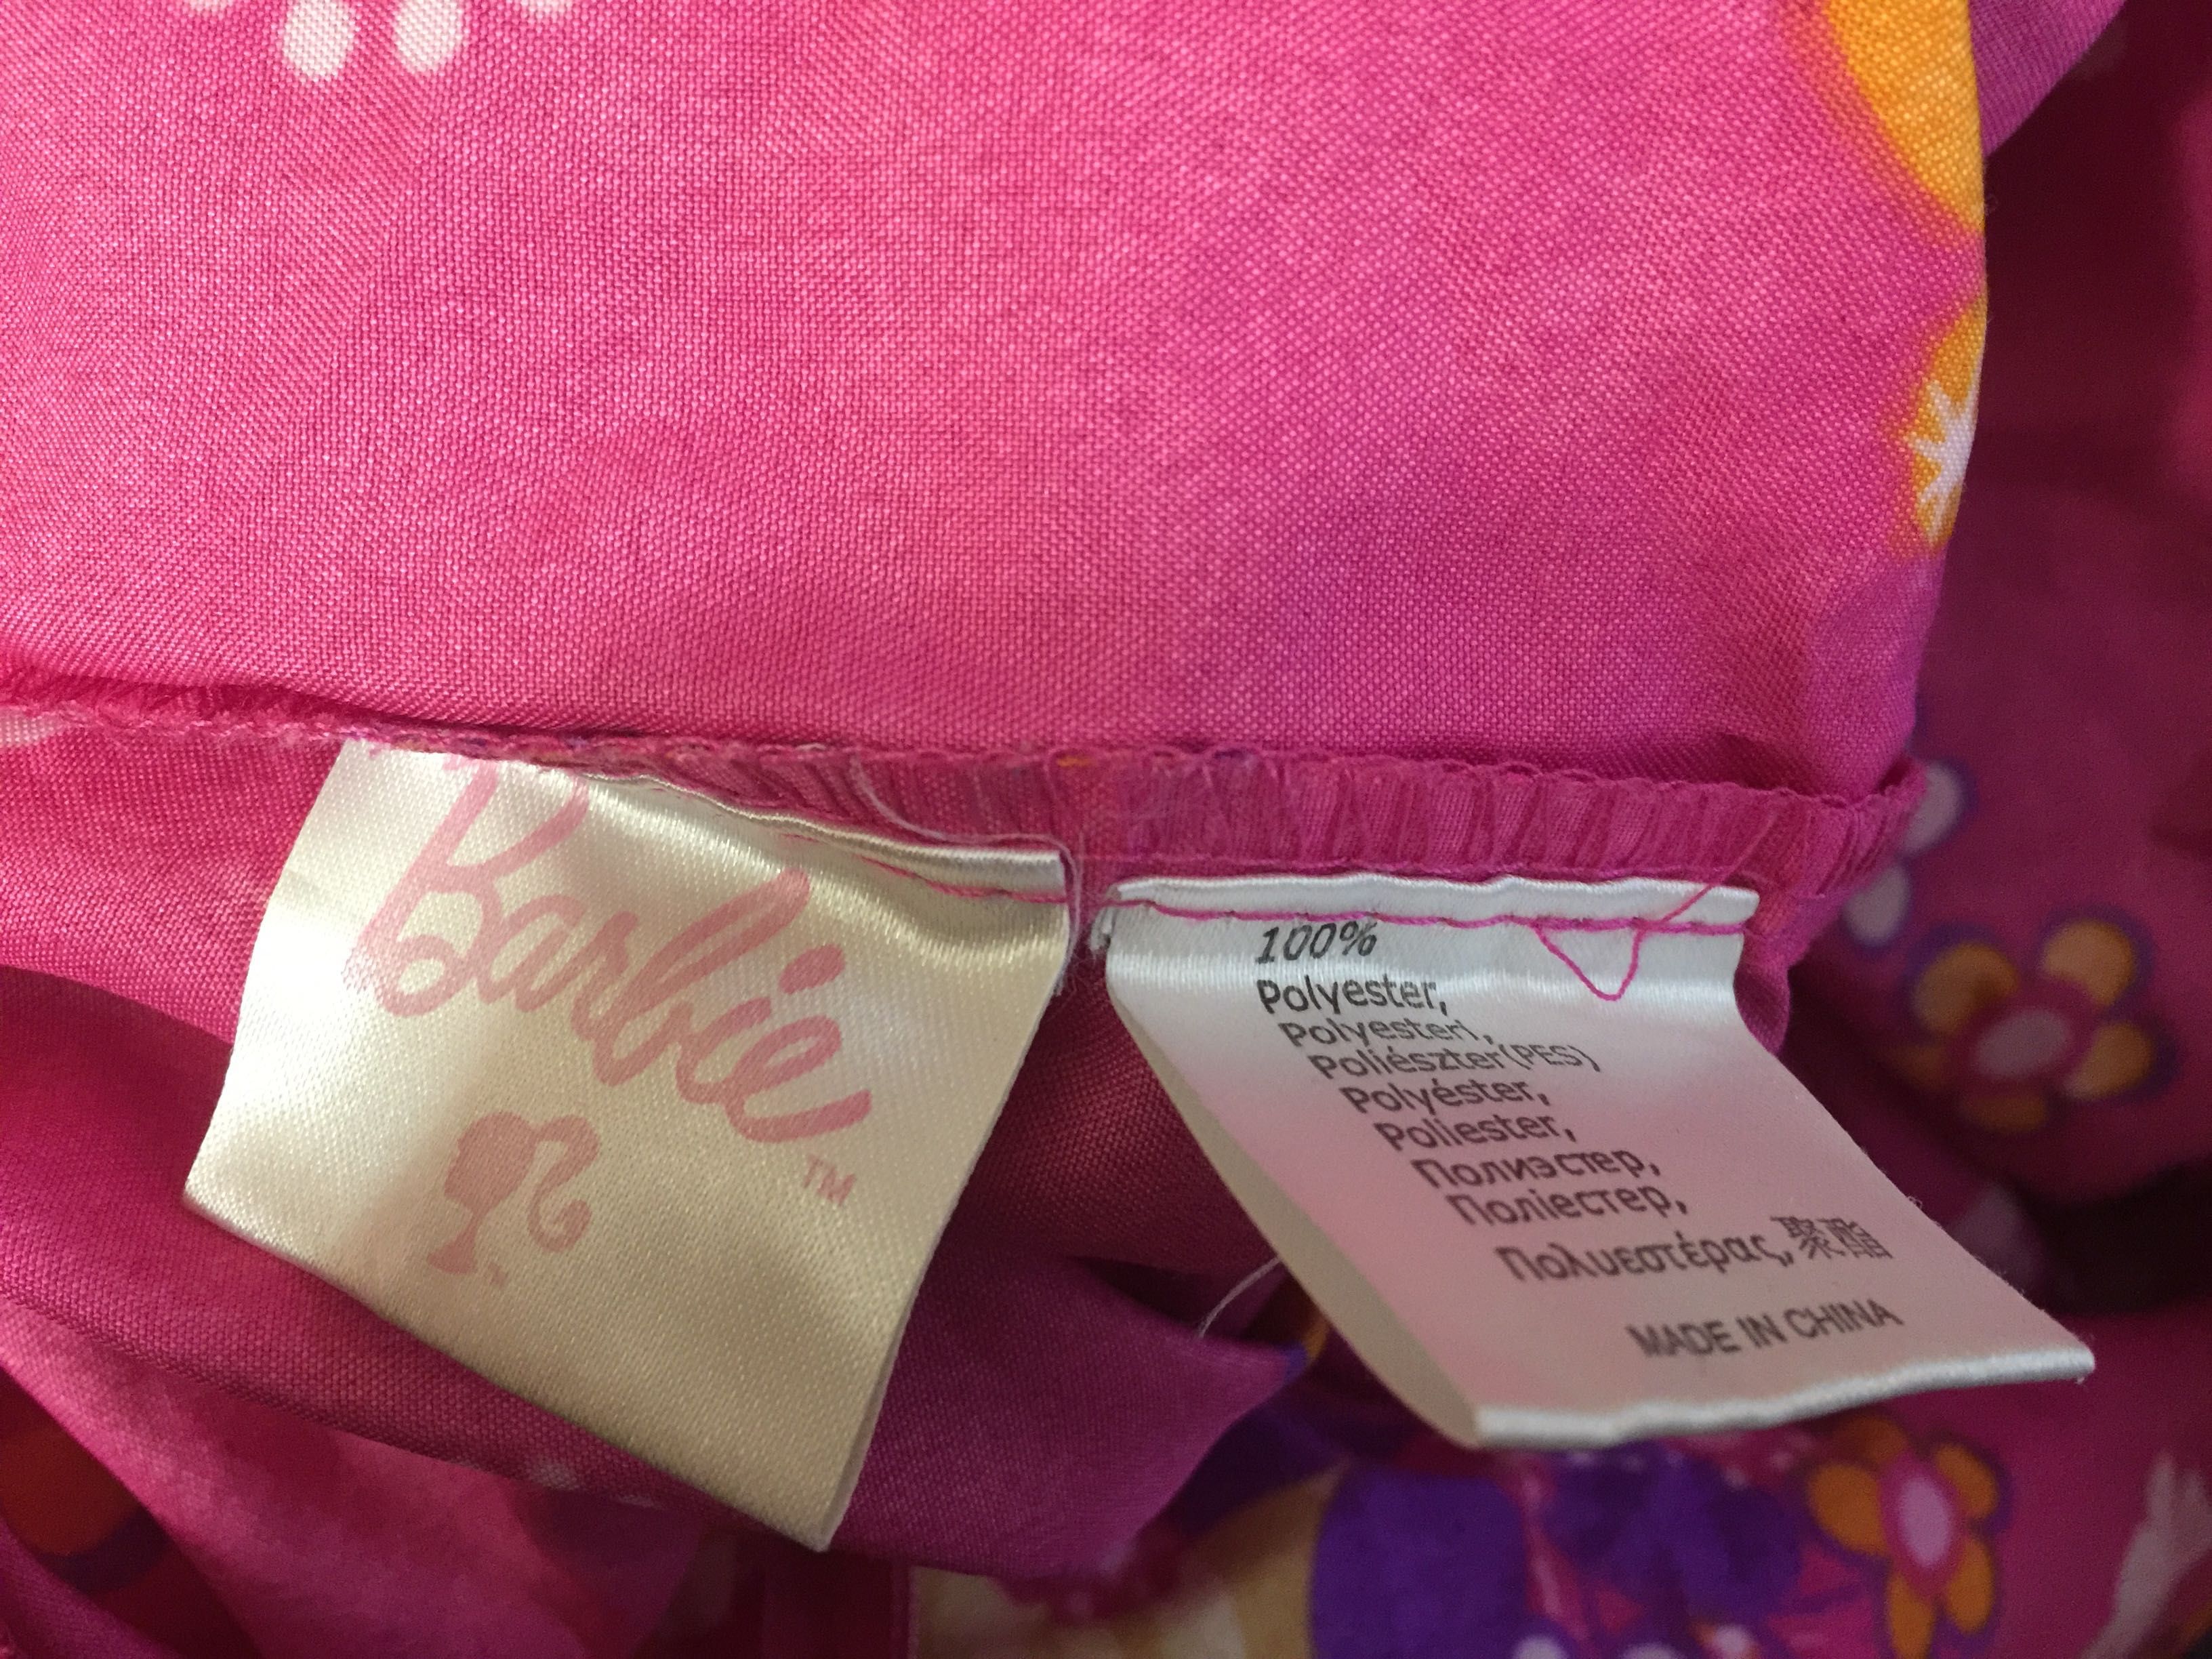 Barbie
TM
100%
Polyester,
Polyesteri,
Poliészter(PES)
Polyéster,
Poliester,
Полиэстер,
Поліестер,
Πολυεστέρας,聚酯
MADE IN CHINA